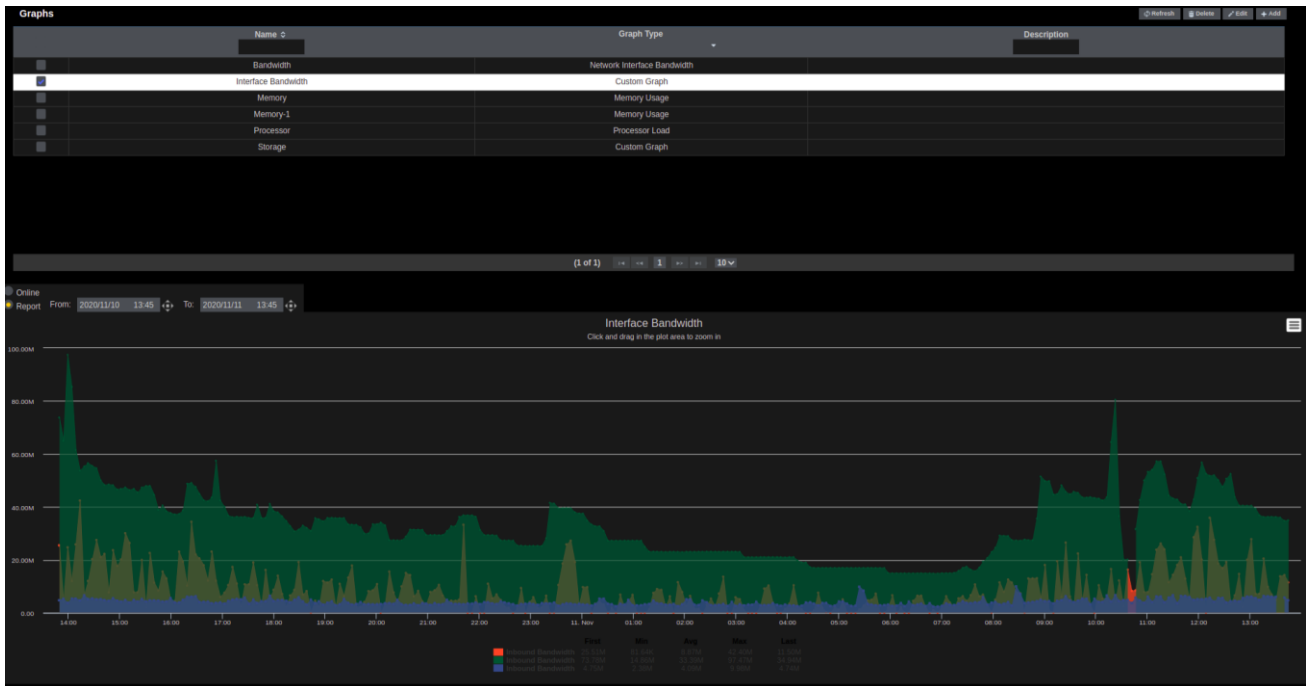 Graphs
Refresh Delete Edit Add
Name Graph Type Description
Bandwidth Network Interface Bandwidth
Interface Bandwidth Custom Graph
Memory Memory Usage
Memory-1 Memory Usage
Processor Processor Load
Storage Custom Graph
(1 of 1) 1 10
Online
Report From: 2020/11/10 13:45 To: 2020/11/11 13:45
Interface Bandwidth
Click and drag in the plot area to zoom in
100.00M
80.00M
60.00M
40.00M
20.00M
0.00
14:00 15:00 16:00 17:00 18:00 19:00 20:00 21:00 22:00 23:00 11. Nov 01:00 02:00 03:00 04:00 05:00 06:00 07:00 08:00 09:00 10:00 11:00 12:00 13:00
First Min Avg Max Last
Inbound Bandwidth
Inbound Bandwidth
Inbound Bandwidth